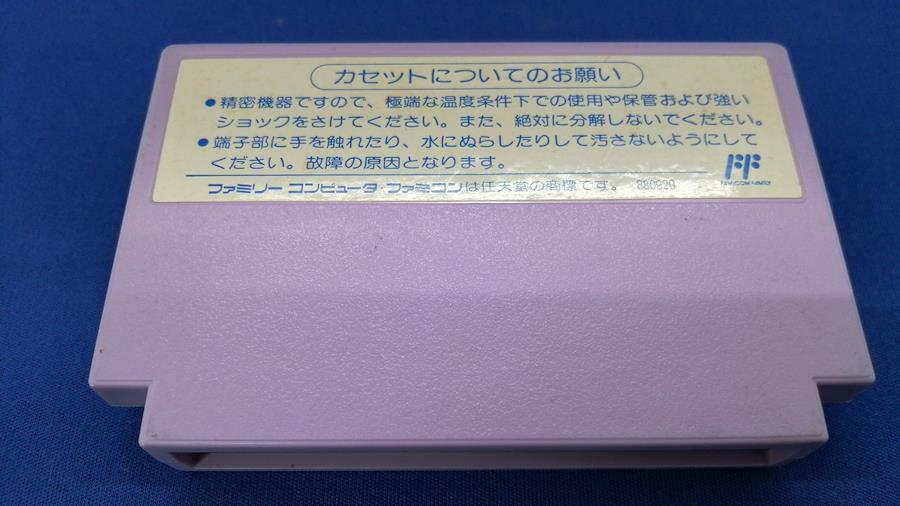 カセットについてのお願い
●精密機器ですので、極端な温度条件下での使用や保管および強い
ショックをさけてください。また、絶対に分解しないでください。
●端子部に手を触れたり、水にぬらしたりして汚さないようにして
ください。故障の原因となります。
ファミリー コンピュータ・ファミコンは任天堂の商標です。 880920
FAMICOM FAMILY